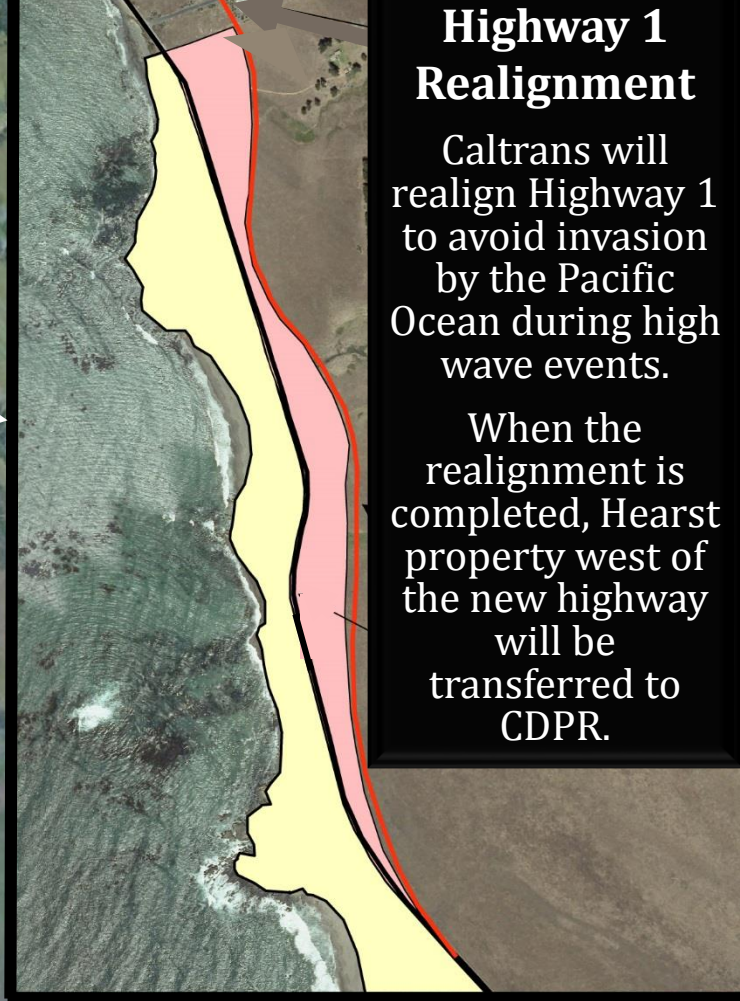 Highway 1
Realignment
Caltrans will
realign Highway 1
to avoid invasion
by the Pacific
Ocean during high
wave events.
When the
realignment is
completed, Hearst
property west of
the new highway
will be
transferred to
CDPR.